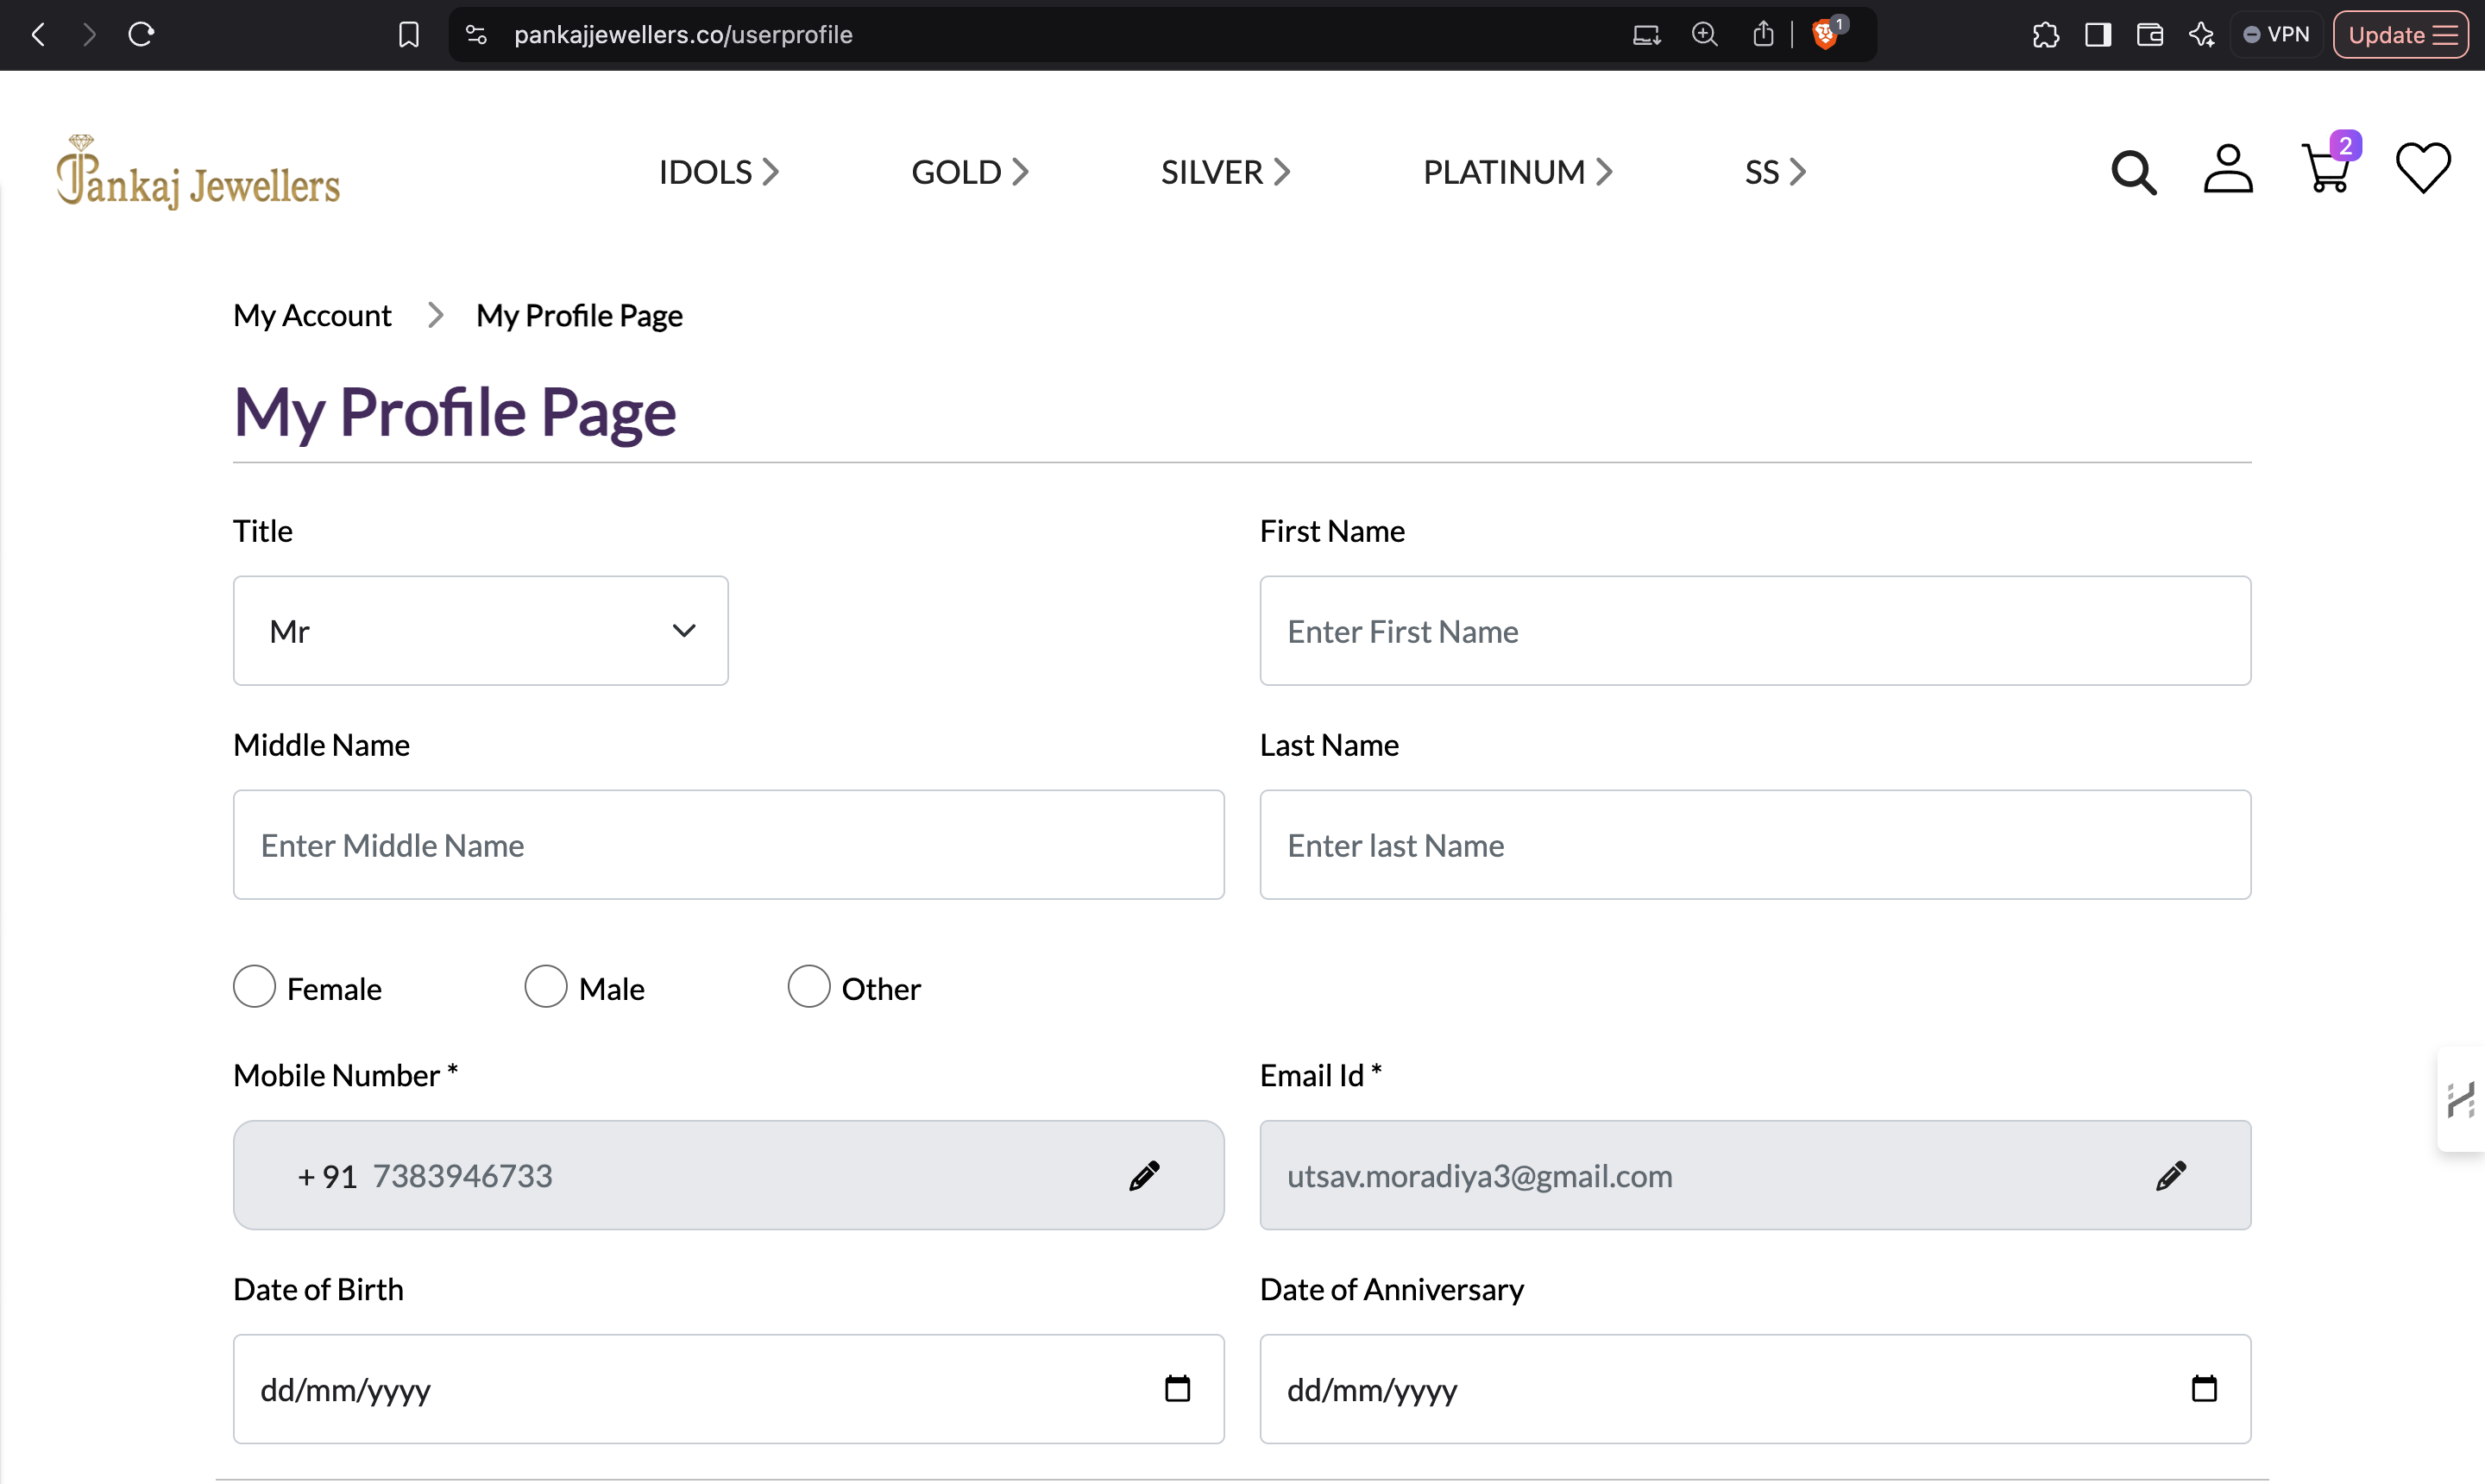 pankajjewellers.co/userprofile
1
VPN
Update
Pankaj Jewellers
IDOLS
GOLD
SILVER
PLATINUM
SS
2
My Account
My Profile Page
My Profile Page
Title
First Name
Mr
Enter First Name
Middle Name
Last Name
Enter Middle Name
Enter last Name
Female
Male
Other
Mobile Number *
Email Id *
+ 91 7383946733
utsav.moradiya3@gmail.com
Date of Birth
Date of Anniversary
dd/mm/yyyy
dd/mm/yyyy